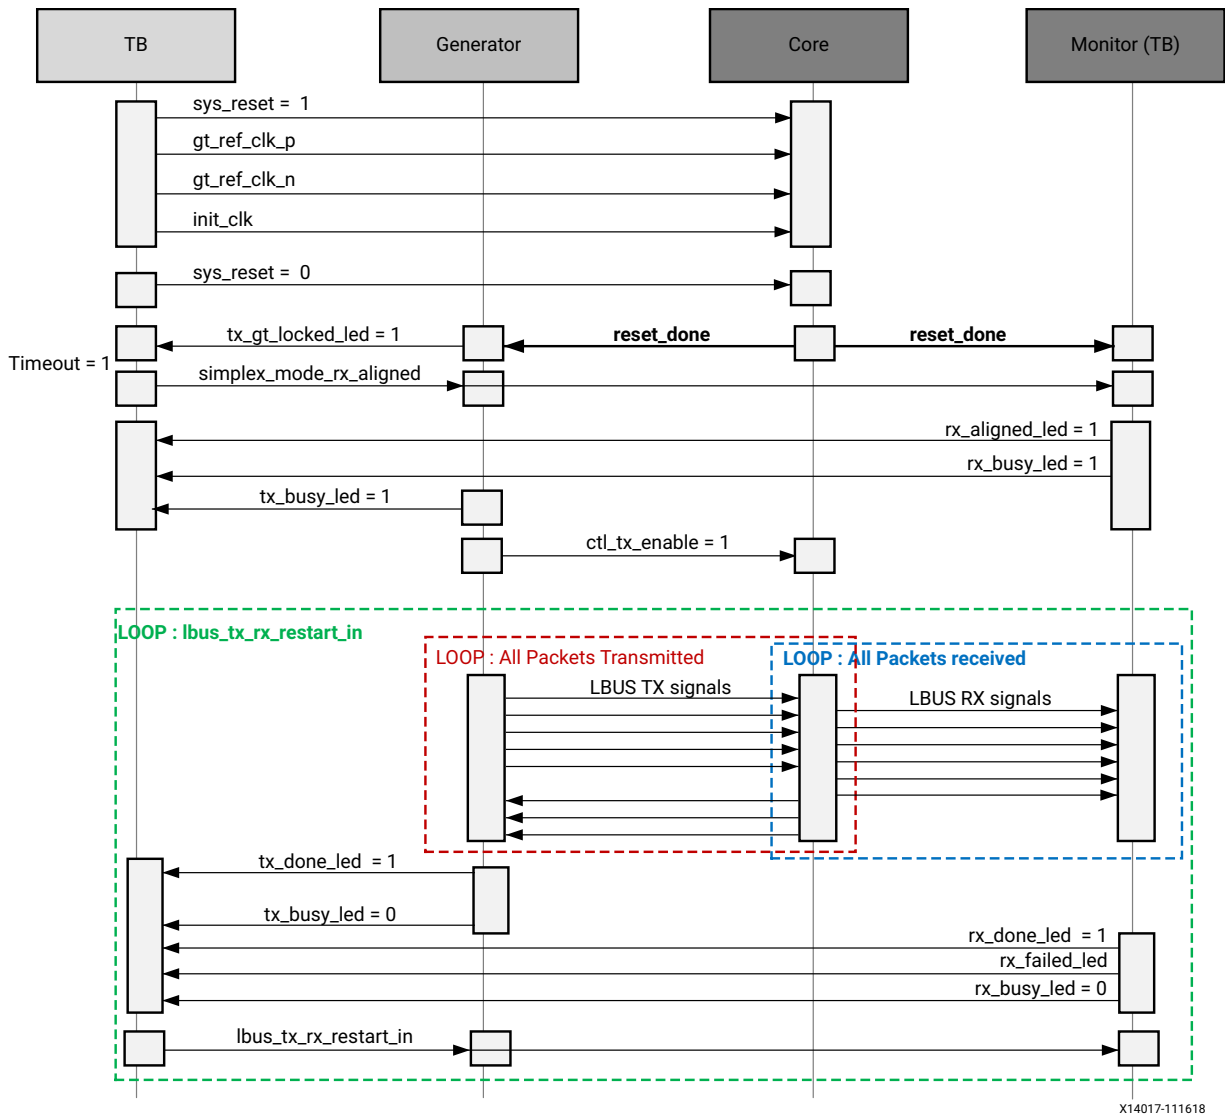 TB
Generator
Core
Monitor (TB)
sys_reset =  1
gt_ref_clk_p
gt_ref_clk_n
init_clk
sys_reset =  0
tx_gt_locked_led = 1
reset_done
reset_done
Timeout = 1
simplex_mode_rx_aligned
rx_aligned_led = 1
rx_busy_led = 1
tx_busy_led = 1
ctl_tx_enable = 1
LOOP : lbus_tx_rx_restart_in
LOOP : All Packets Transmitted
LOOP : All Packets received
LBUS TX signals
LBUS RX signals
tx_done_led  = 1
tx_busy_led = 0
rx_done_led  = 1
rx_failed_led
rx_busy_led = 0
lbus_tx_rx_restart_in
X14017-111618